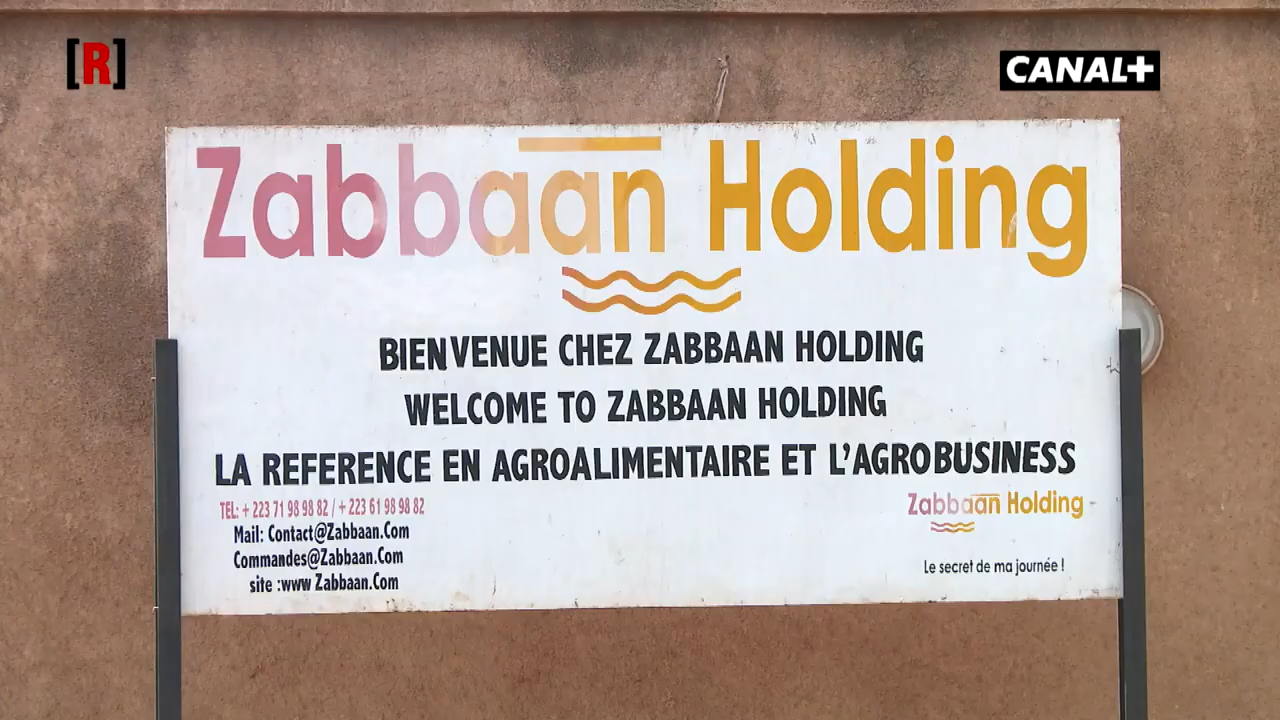 [R]
CANAL+
Zabbaan Holding
BIENVENUE CHEZ ZABBAAN HOLDING
WELCOME TO ZABBAAN HOLDING
LA REFERENCE EN AGROALIMENTAIRE ET L'AGROBUSINESS
TEL: + 223 71 98 98 82 / + 223 61 98 98 82
Mail: Contact@Zabbaan.Com
Commandes@Zabbaan.Com
site :www Zabbaan.Com
Zabbaan Holding
Le secret de ma journée !